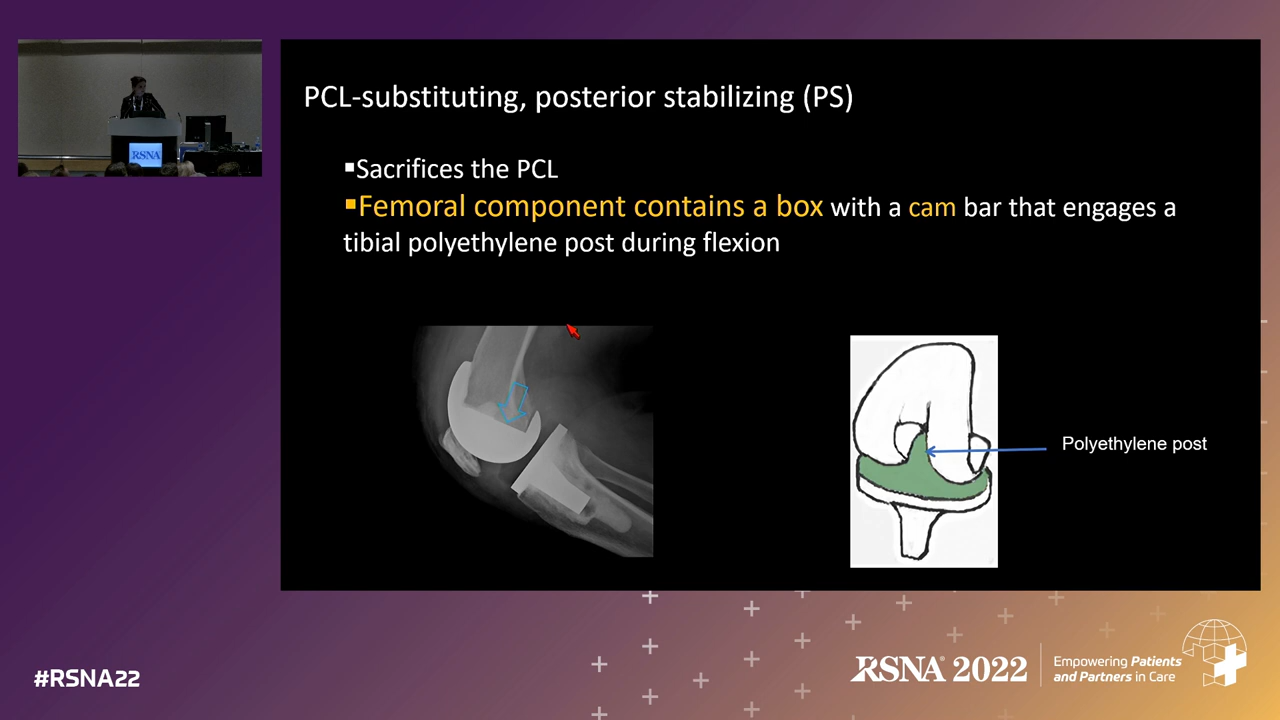 PCL-substituting, posterior stabilizing (PS)
▪Sacrifices the PCL
▪Femoral component contains a box with a cam bar that engages a
tibial polyethylene post during flexion
Polyethylene post
RSNA
#RSNA22
RSNA® 2022
Empowering Patients
and Partners in Care